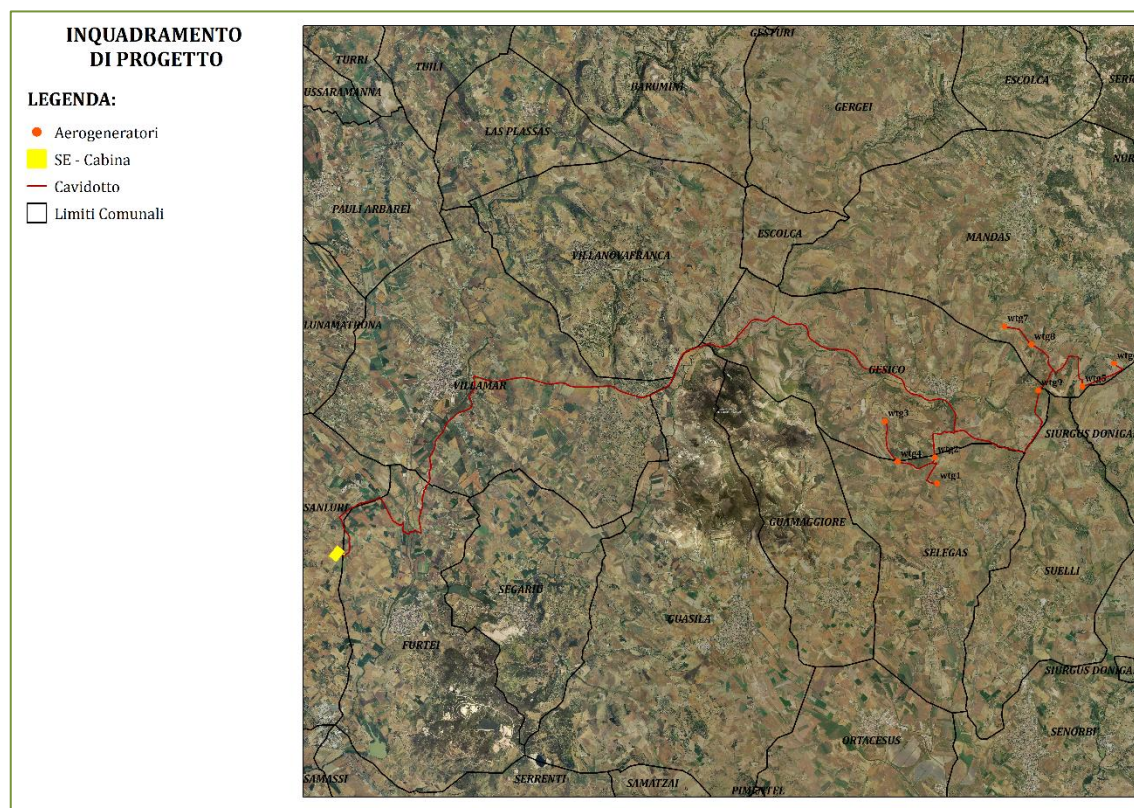 INQUADRAMENTO
DI PROGETTO
LEGENDA:
Aerogeneratori
SE - Cabina
Cavidotto
Limiti Comunali
GESTURI
TURRI
TUILI
ESCOLCA
USSARAMANNA
BARUMINI
GERGEI
LAS PLASSAS
PAULI ARBAREI
ESCOLCA
MANDAS
VILLANOVAFRANCA
LUNAMATRONA
wtg7
wtg8
VILLAMAR
GESICO
wtg5
wtg3
SIURGUS DONIGA
wtg4
wtg2
wtg1
SANLURI
GUAMAGGIORE
SELEGAS
SUELLI
SEGARIU
GUASILA
FURTEI
SIURGUS DONIGA
SENORBÌ
ORTACESUS
SAMASSI
SERRENTI
SAMATZAI
PIMENTEL